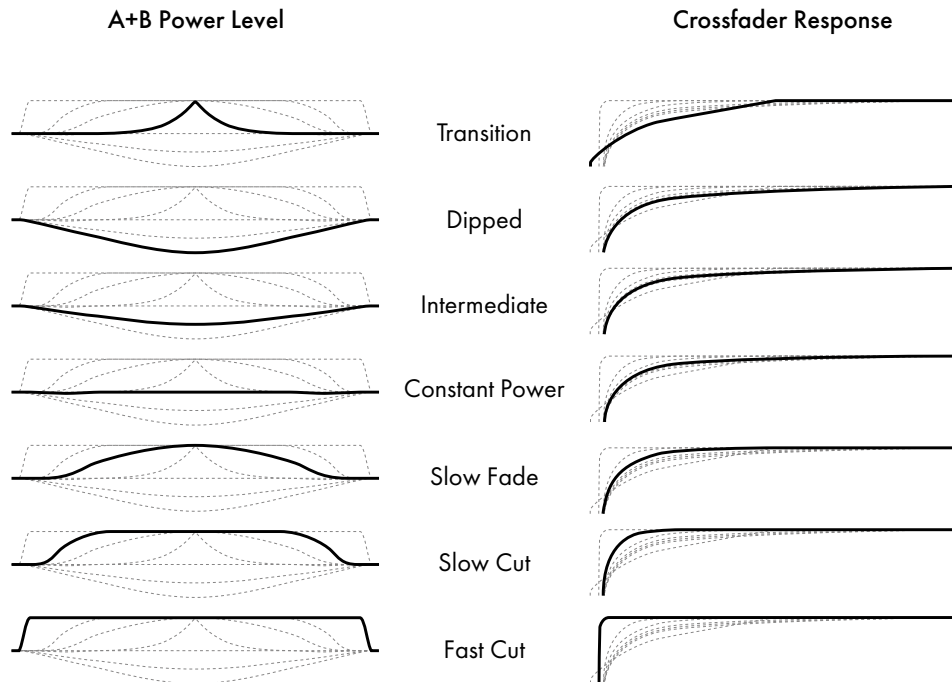 A+B Power Level
Crossfader Response
Transition
Dipped
Intermediate
Constant Power
Slow Fade
Slow Cut
Fast Cut